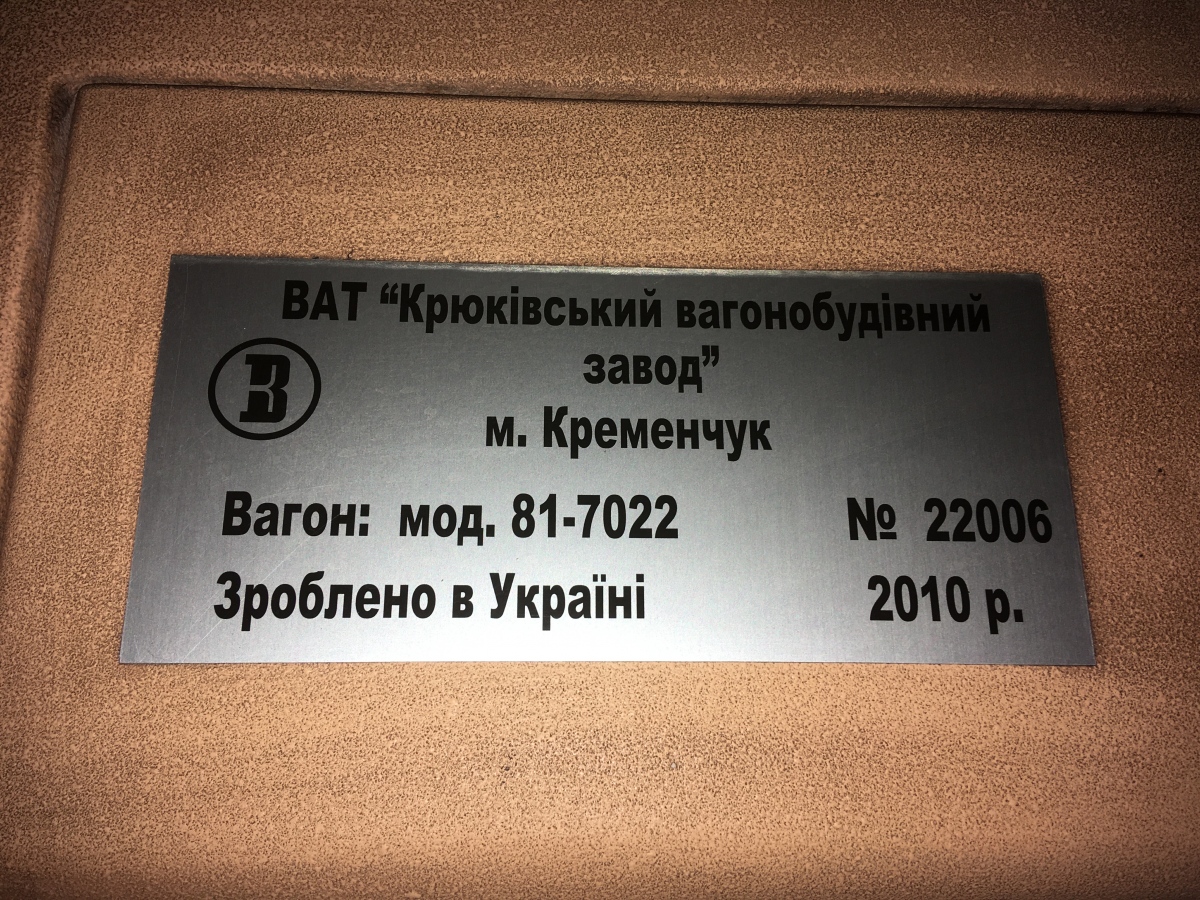 ВАТ “Крюківський вагонобудівний
завод”
м. Кременчук
Вагон: мод. 81-7022 № 22006
Зроблено в Україні 2010 р.